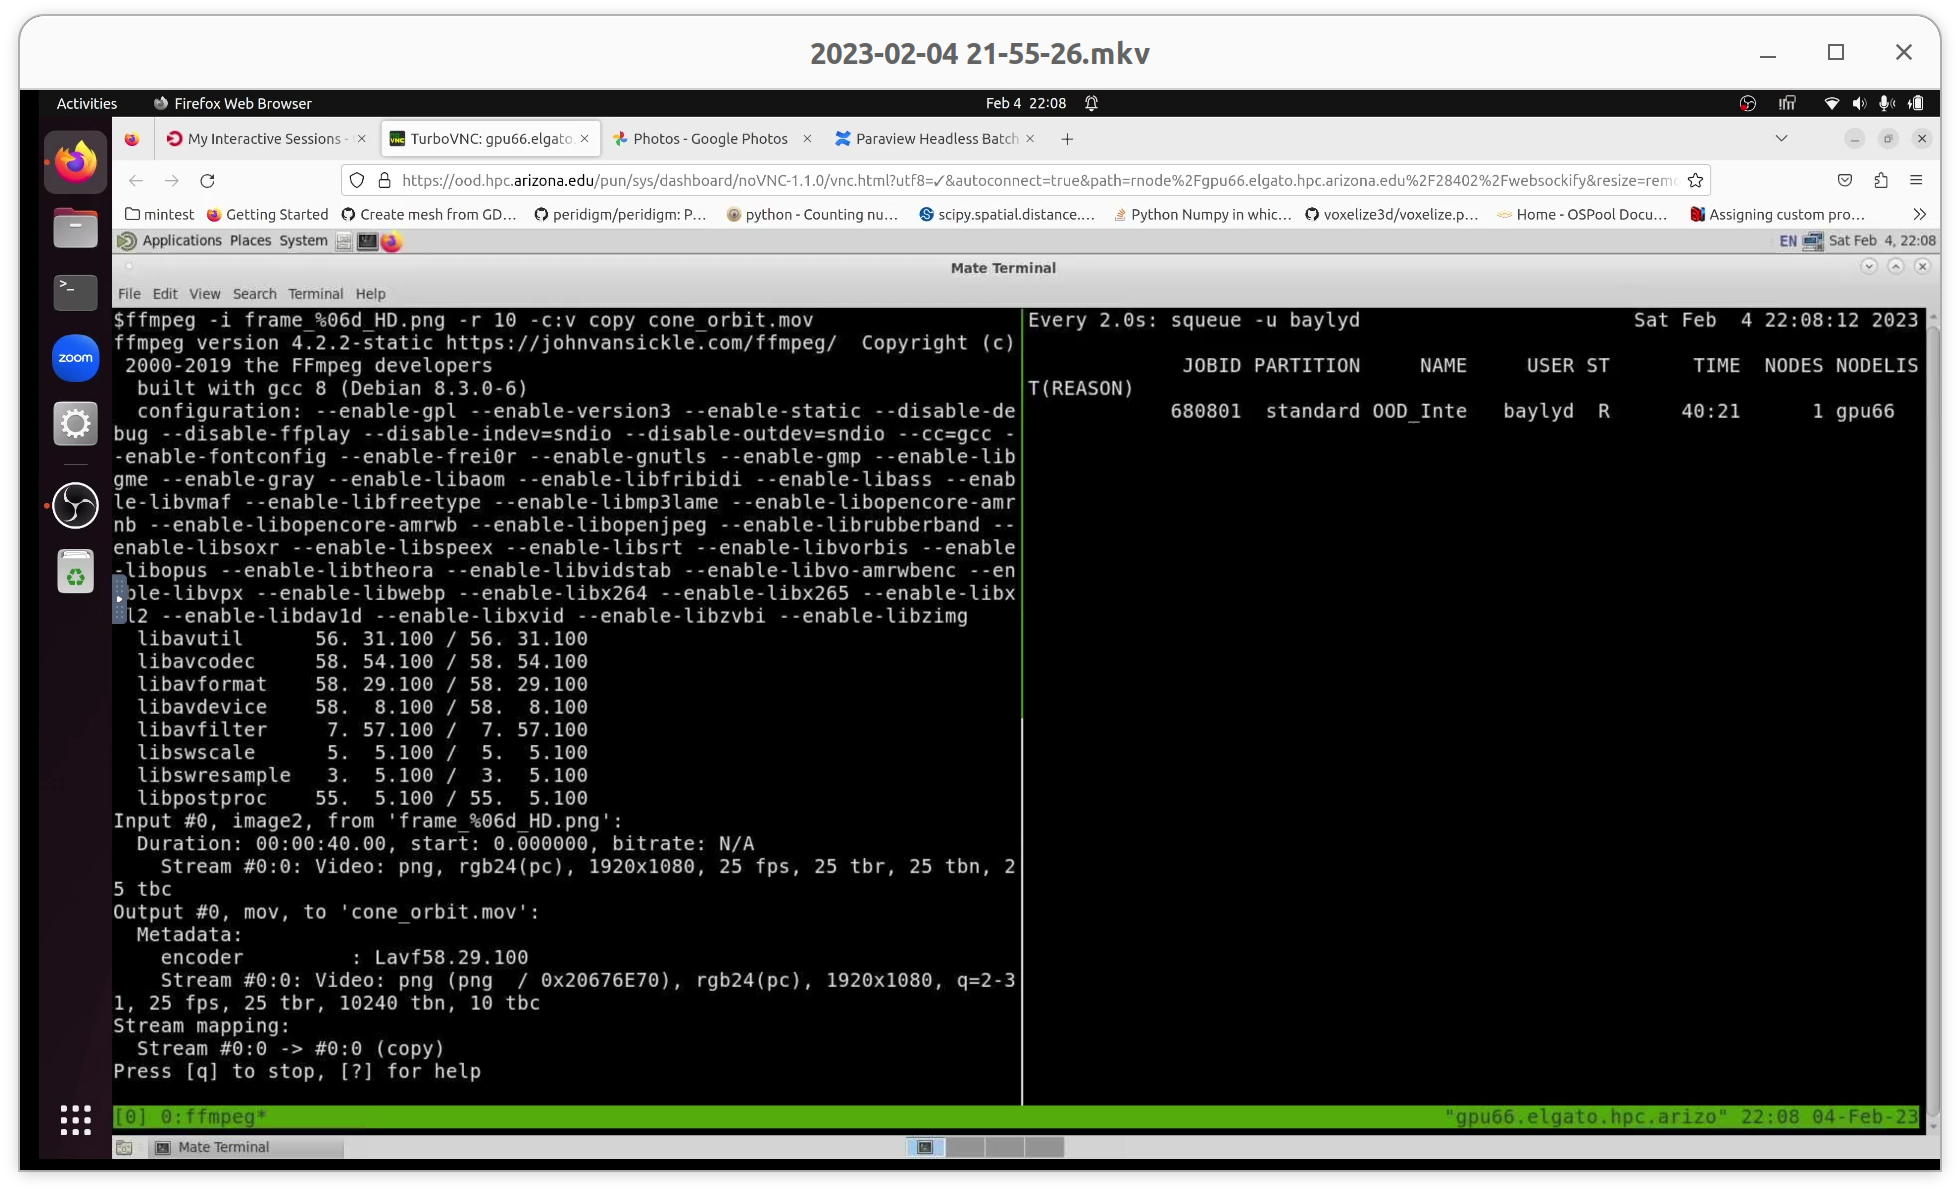 2023-02-04 21-55-26.mkv
Activities Firefox Web Browser Feb 4 22:08
My Interactive Sessions - TurboVNC: gpu66.elgato. Photos - Google Photos Paraview Headless Batch
https://ood.hpc.arizona.edu/pun/sys/dashboard/noVNC-1.1.0/vnc.html?utf8=✓&autoconnect=true&path=rnode%2Fgpu66.elgato.hpc.arizona.edu%2F28402%2Fwebsockify&resize=remo
mintest Getting Started Create mesh from GD... peridigm/peridigm: P... python - Counting nu... scipy.spatial.distance.... Python Numpy in whic... voxelize3d/voxelize.p... Home - OSPool Docu... Assigning custom pro...
Applications Places System EN Sat Feb 4, 22:08
Mate Terminal
File Edit View Search Terminal Help
$ffmpeg -i frame_%06d_HD.png -r 10 -c:v copy cone_orbit.mov
ffmpeg version 4.2.2-static https://johnvansickle.com/ffmpeg/ Copyright (c)
2000-2019 the FFmpeg developers
built with gcc 8 (Debian 8.3.0-6)
configuration: --enable-gpl --enable-version3 --enable-static --disable-de
bug --disable-ffplay --disable-indev=sndio --disable-outdev=sndio --cc=gcc -
-enable-fontconfig --enable-frei0r --enable-gnutls --enable-gmp --enable-lib
gme --enable-gray --enable-libaom --enable-libfribidi --enable-libass --enab
le-libvmaf --enable-libfreetype --enable-libmp3lame --enable-libopencore-amr
nb --enable-libopencore-amrwb --enable-libopenjpeg --enable-librubberband --
enable-libsoxr --enable-libspeex --enable-libsrt --enable-libvorbis --enable
-libopus --enable-libtheora --enable-libvidstab --enable-libvo-amrwbenc --en
ble-libvpx --enable-libwebp --enable-libx264 --enable-libx265 --enable-libx
l2 --enable-libdav1d --enable-libxvid --enable-libzvbi --enable-libzimg
libavutil 56. 31.100 / 56. 31.100
libavcodec 58. 54.100 / 58. 54.100
libavformat 58. 29.100 / 58. 29.100
libavdevice 58. 8.100 / 58. 8.100
libavfilter 7. 57.100 / 7. 57.100
libswscale 5. 5.100 / 5. 5.100
libswresample 3. 5.100 / 3. 5.100
libpostproc 55. 5.100 / 55. 5.100
Input #0, image2, from 'frame_%06d_HD.png':
Duration: 00:00:40.00, start: 0.000000, bitrate: N/A
Stream #0:0: Video: png, rgb24(pc), 1920x1080, 25 fps, 25 tbr, 25 tbn, 2
5 tbc
Output #0, mov, to 'cone_orbit.mov':
Metadata:
encoder : Lavf58.29.100
Stream #0:0: Video: png (png / 0x20676E70), rgb24(pc), 1920x1080, q=2-3
1, 25 fps, 25 tbr, 10240 tbn, 10 tbc
Stream mapping:
Stream #0:0 -> #0:0 (copy)
Press [q] to stop, [?] for help
Every 2.0s: squeue -u baylyd Sat Feb 4 22:08:12 2023
JOBID PARTITION NAME USER ST TIME NODES NODELIS
T(REASON)
680801 standard OOD_Inte baylyd R 40:21 1 gpu66
zoom
[0] 0:ffmpeg* "gpu66.elgato.hpc.arizo" 22:08 04-Feb-23
Mate Terminal